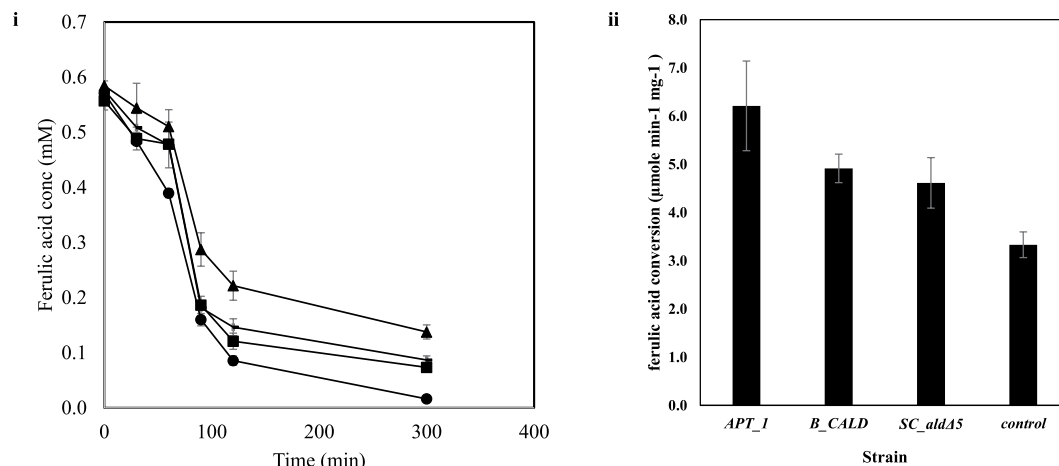 i
Ferulic acid conc (mM)
0.7
0.6
0.5
0.4
0.3
0.2
0.1
0.0
0 100 200 300 400
Time (min)
ii
ferulic acid conversion (µmole min-1 mg-1 )
8.0
7.0
6.0
5.0
4.0
3.0
2.0
1.0
0.0
APT_1 B_CALD SC_aldΔ5 control
Strain